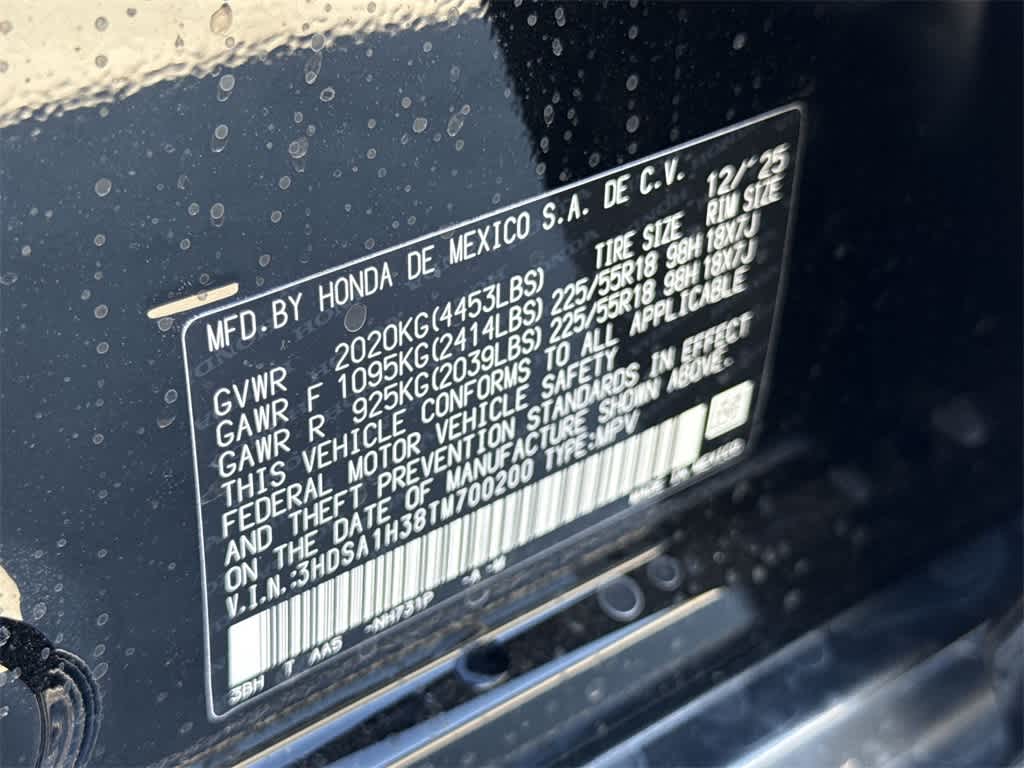 MFD.BY HONDA DE MEXICO S.A. DE C.V. 12/'25
TIRE SIZE RIM SIZE
GVWR 2020KG(4453LBS)
GAWR F 1095KG(2414LBS) 225/55R18 98H 18X7J
GAWR R 925KG(2039LBS) 225/55R18 98H 18X7J
THIS VEHICLE CONFORMS TO ALL APPLICABLE
FEDERAL MOTOR VEHICLE SAFETY
AND THEFT PREVENTION STANDARDS IN EFFECT
ON THE DATE OF MANUFACTURE SHOWN ABOVE.
V.I.N.:3HDSA1H38TM700200 TYPE:MPV
MADE IN MEXICO
3BH T AA5 -NH731P -A -W